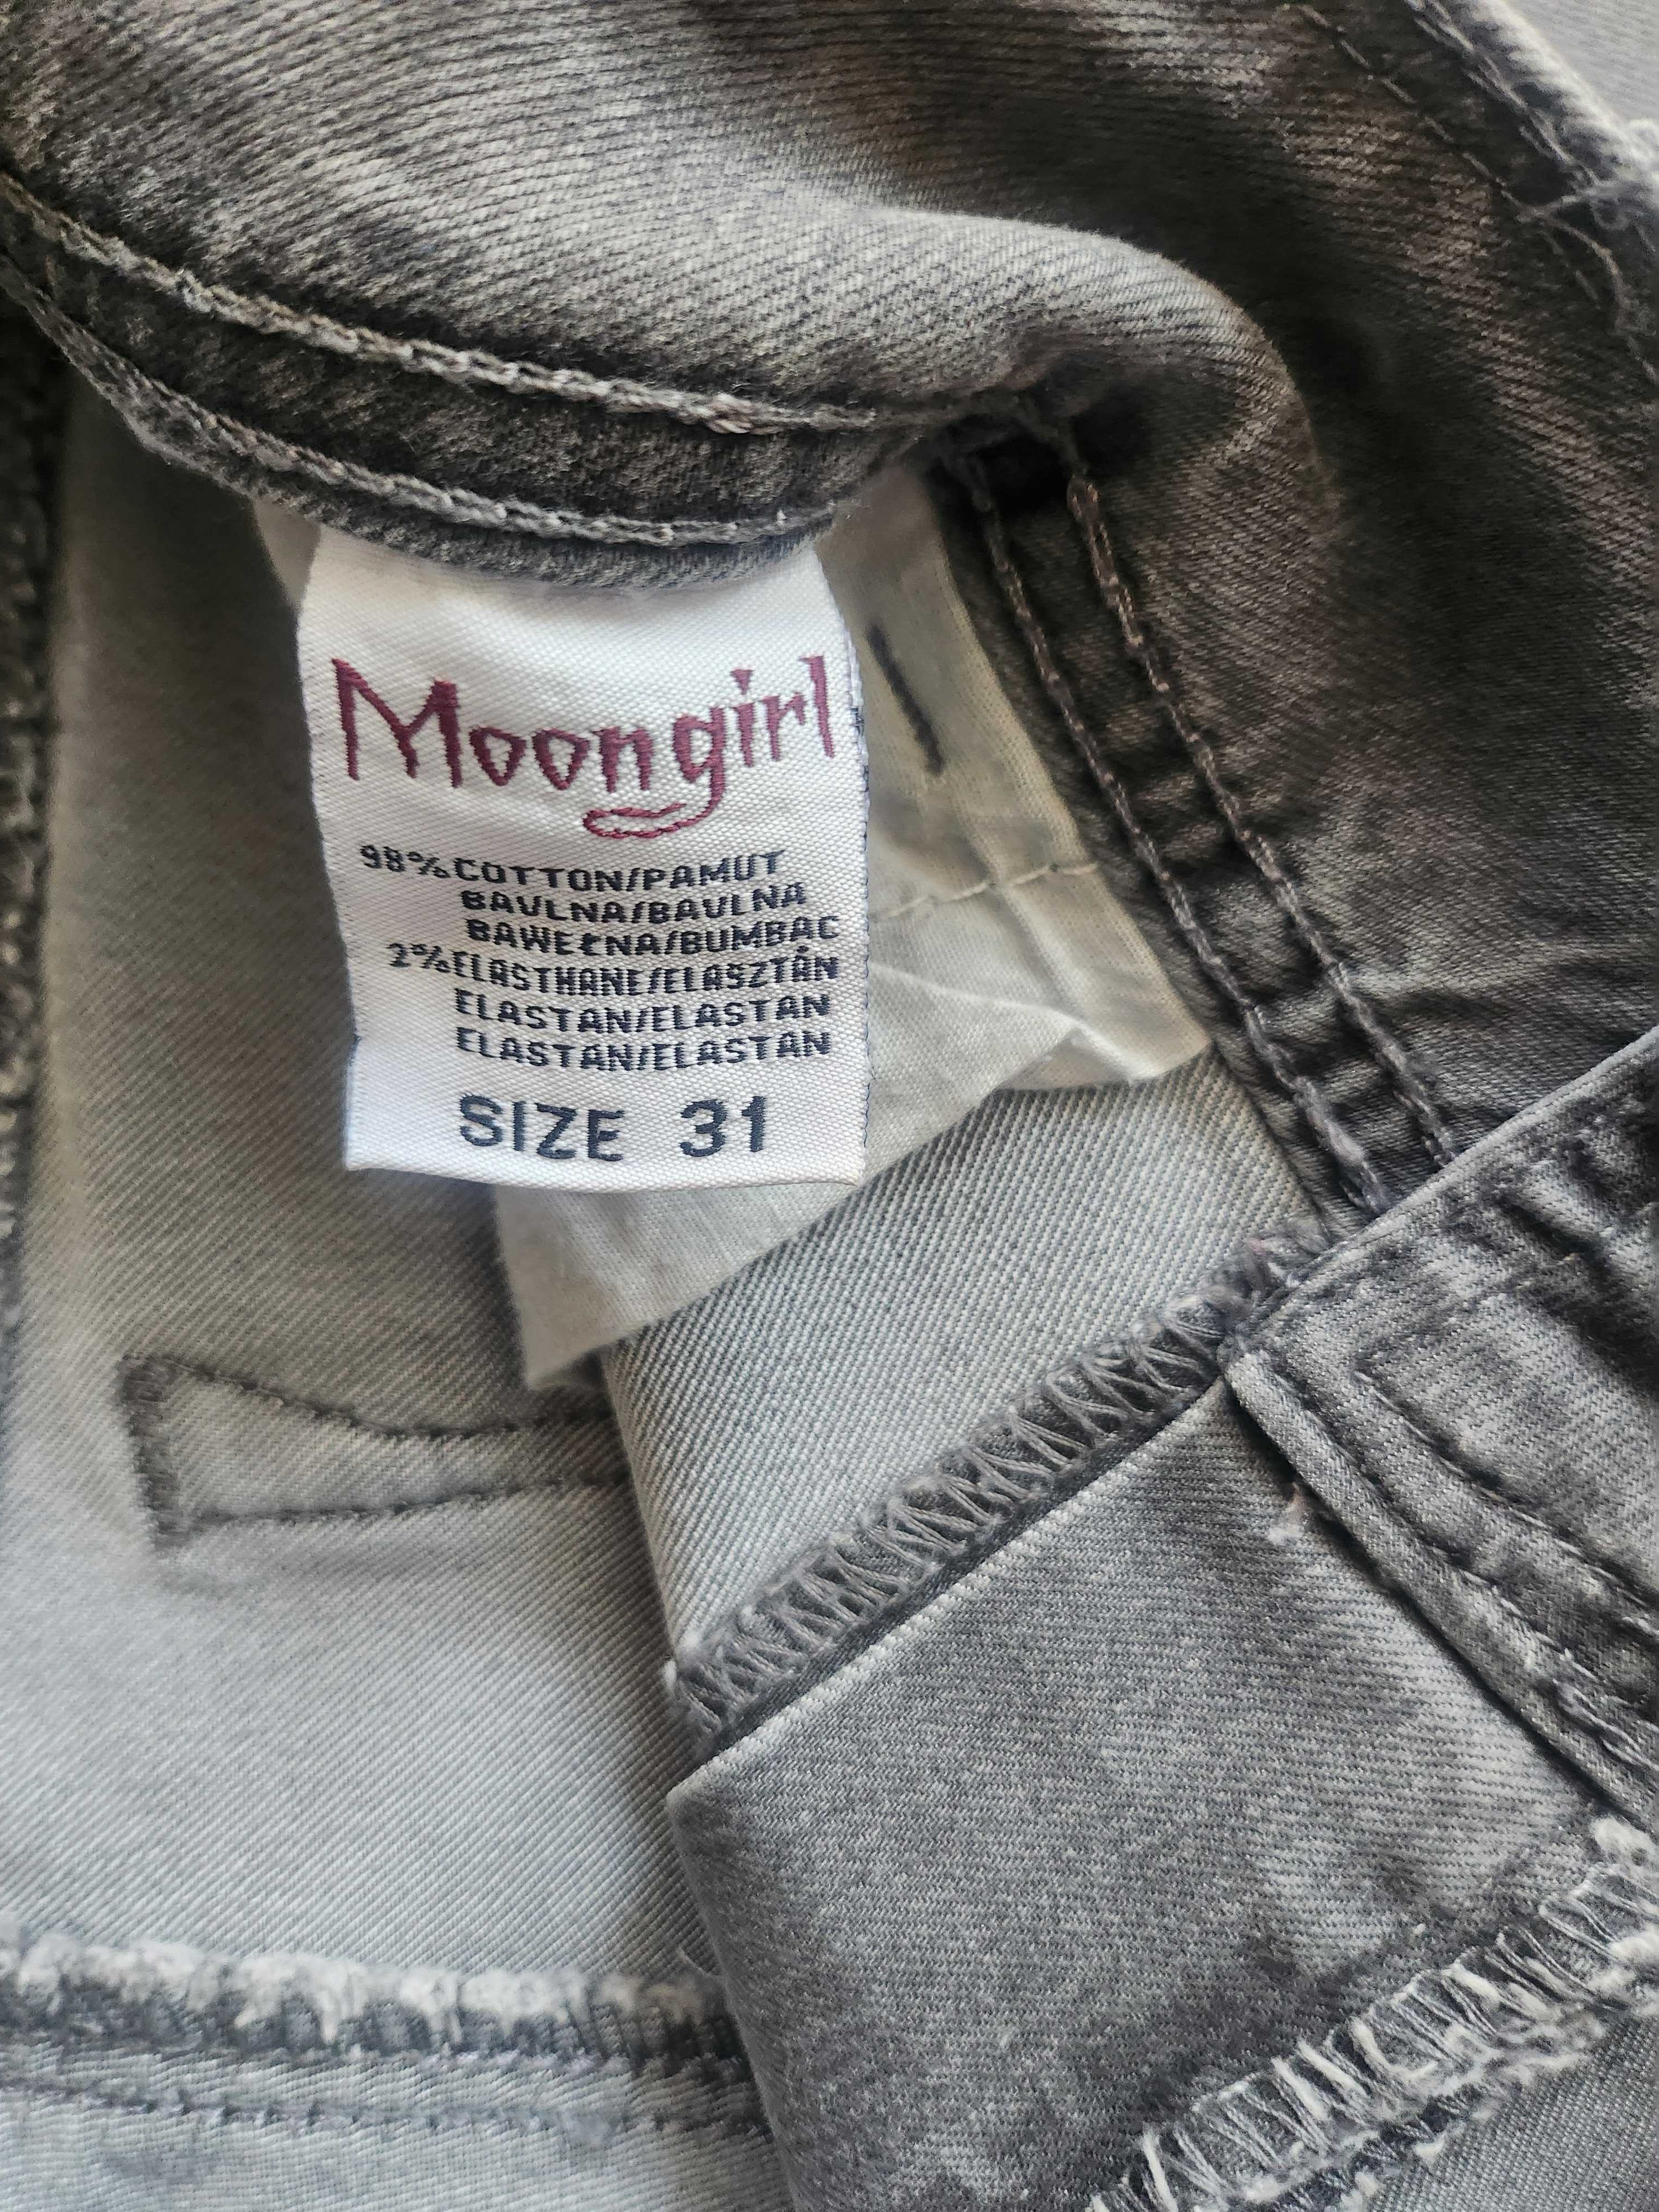 Moongirl
98%COTTON/PAMUT
BAVLNA/BAVLNA
BAWEŁNA/BUMBAC
2%ELASTHANE/ELASZTÁN
ELASTAN/ELASTAN
ELASTAN/ELASTAN
SIZE 31